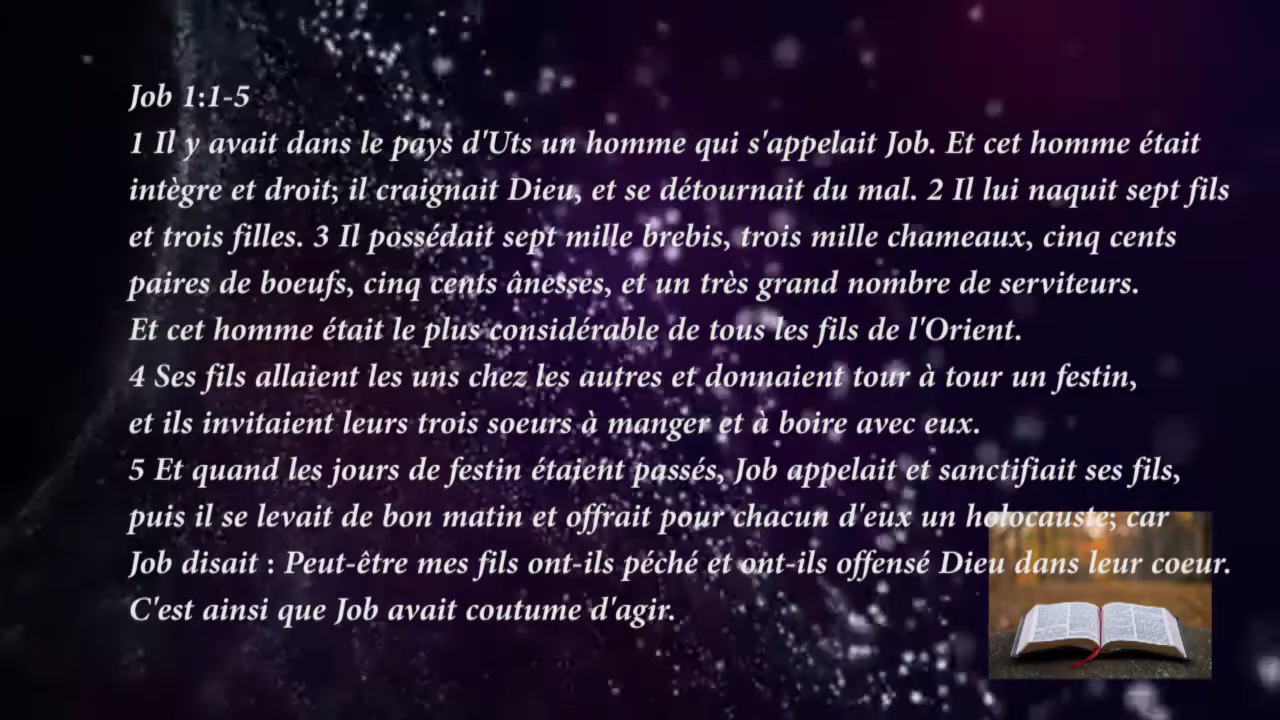 Job 1:1-5
1 Il y avait dans le pays d'Uts un homme qui s'appelait Job. Et cet homme était
intègre et droit; il craignait Dieu, et se détournait du mal. 2 Il lui naquit sept fils
et trois filles. 3 Il possédait sept mille brebis, trois mille chameaux, cinq cents
paires de boeufs, cinq cents ânesses, et un très grand nombre de serviteurs.
Et cet homme était le plus considérable de tous les fils de l'Orient.
4 Ses fils allaient les uns chez les autres et donnaient tour à tour un festin,
et ils invitaient leurs trois soeurs à manger et à boire avec eux.
5 Et quand les jours de festin étaient passés, Job appelait et sanctifiait ses fils,
puis il se levait de bon matin et offrait pour chacun d'eux un holocauste; car
Job disait : Peut-être mes fils ont-ils péché et ont-ils offensé Dieu dans leur coeur.
C'est ainsi que Job avait coutume d'agir.